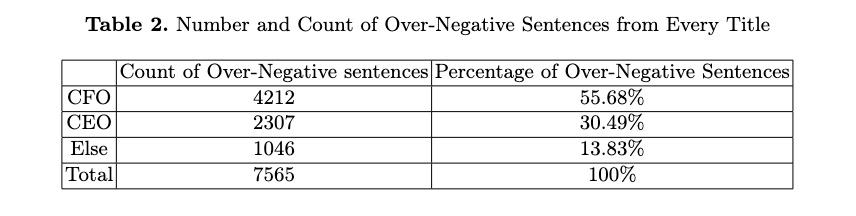 Table 2. Number and Count of Over-Negative Sentences from Every Title
Count of Over-Negative sentences Percentage of Over-Negative Sentences
CFO 4212 55.68%
CEO 2307 30.49%
Else 1046 13.83%
Total 7565 100%